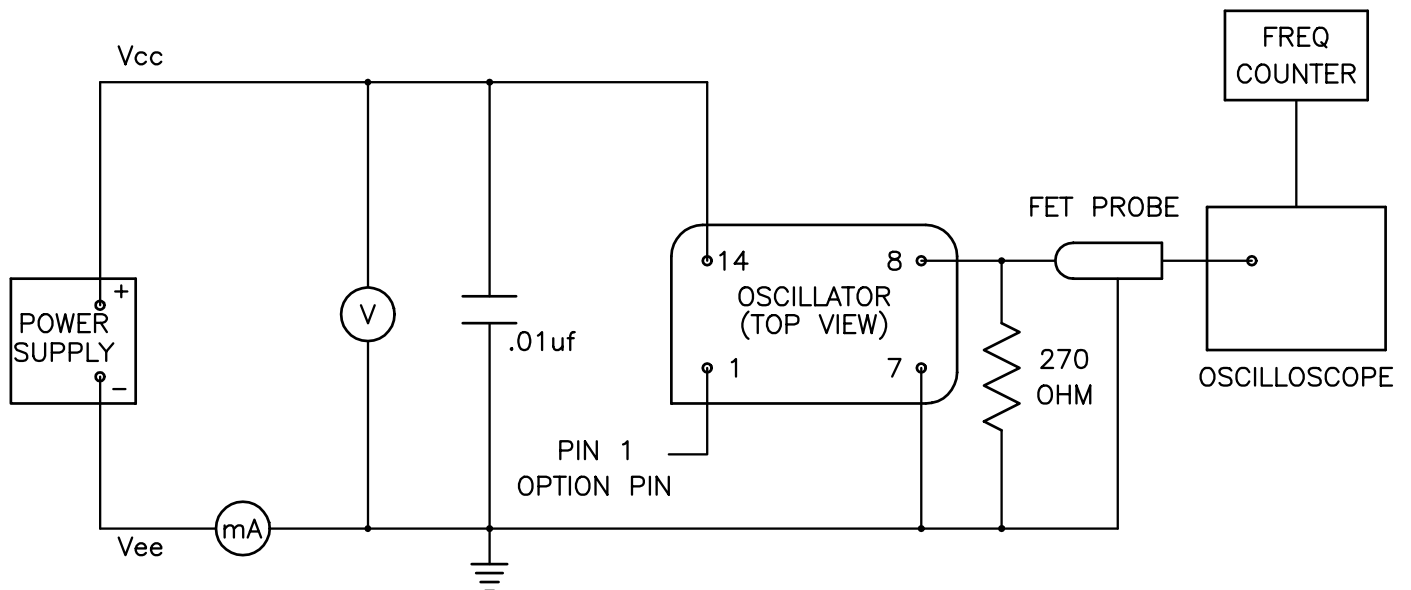 FREQ
COUNTER
Vcc
FET PROBE
14
8
+
OSCILLATOR
(TOP VIEW)
V
POWER
SUPPLY
.01uf
270
OHM
1
7
−
OSCILLOSCOPE
PIN 1
OPTION PIN
mA
Vee